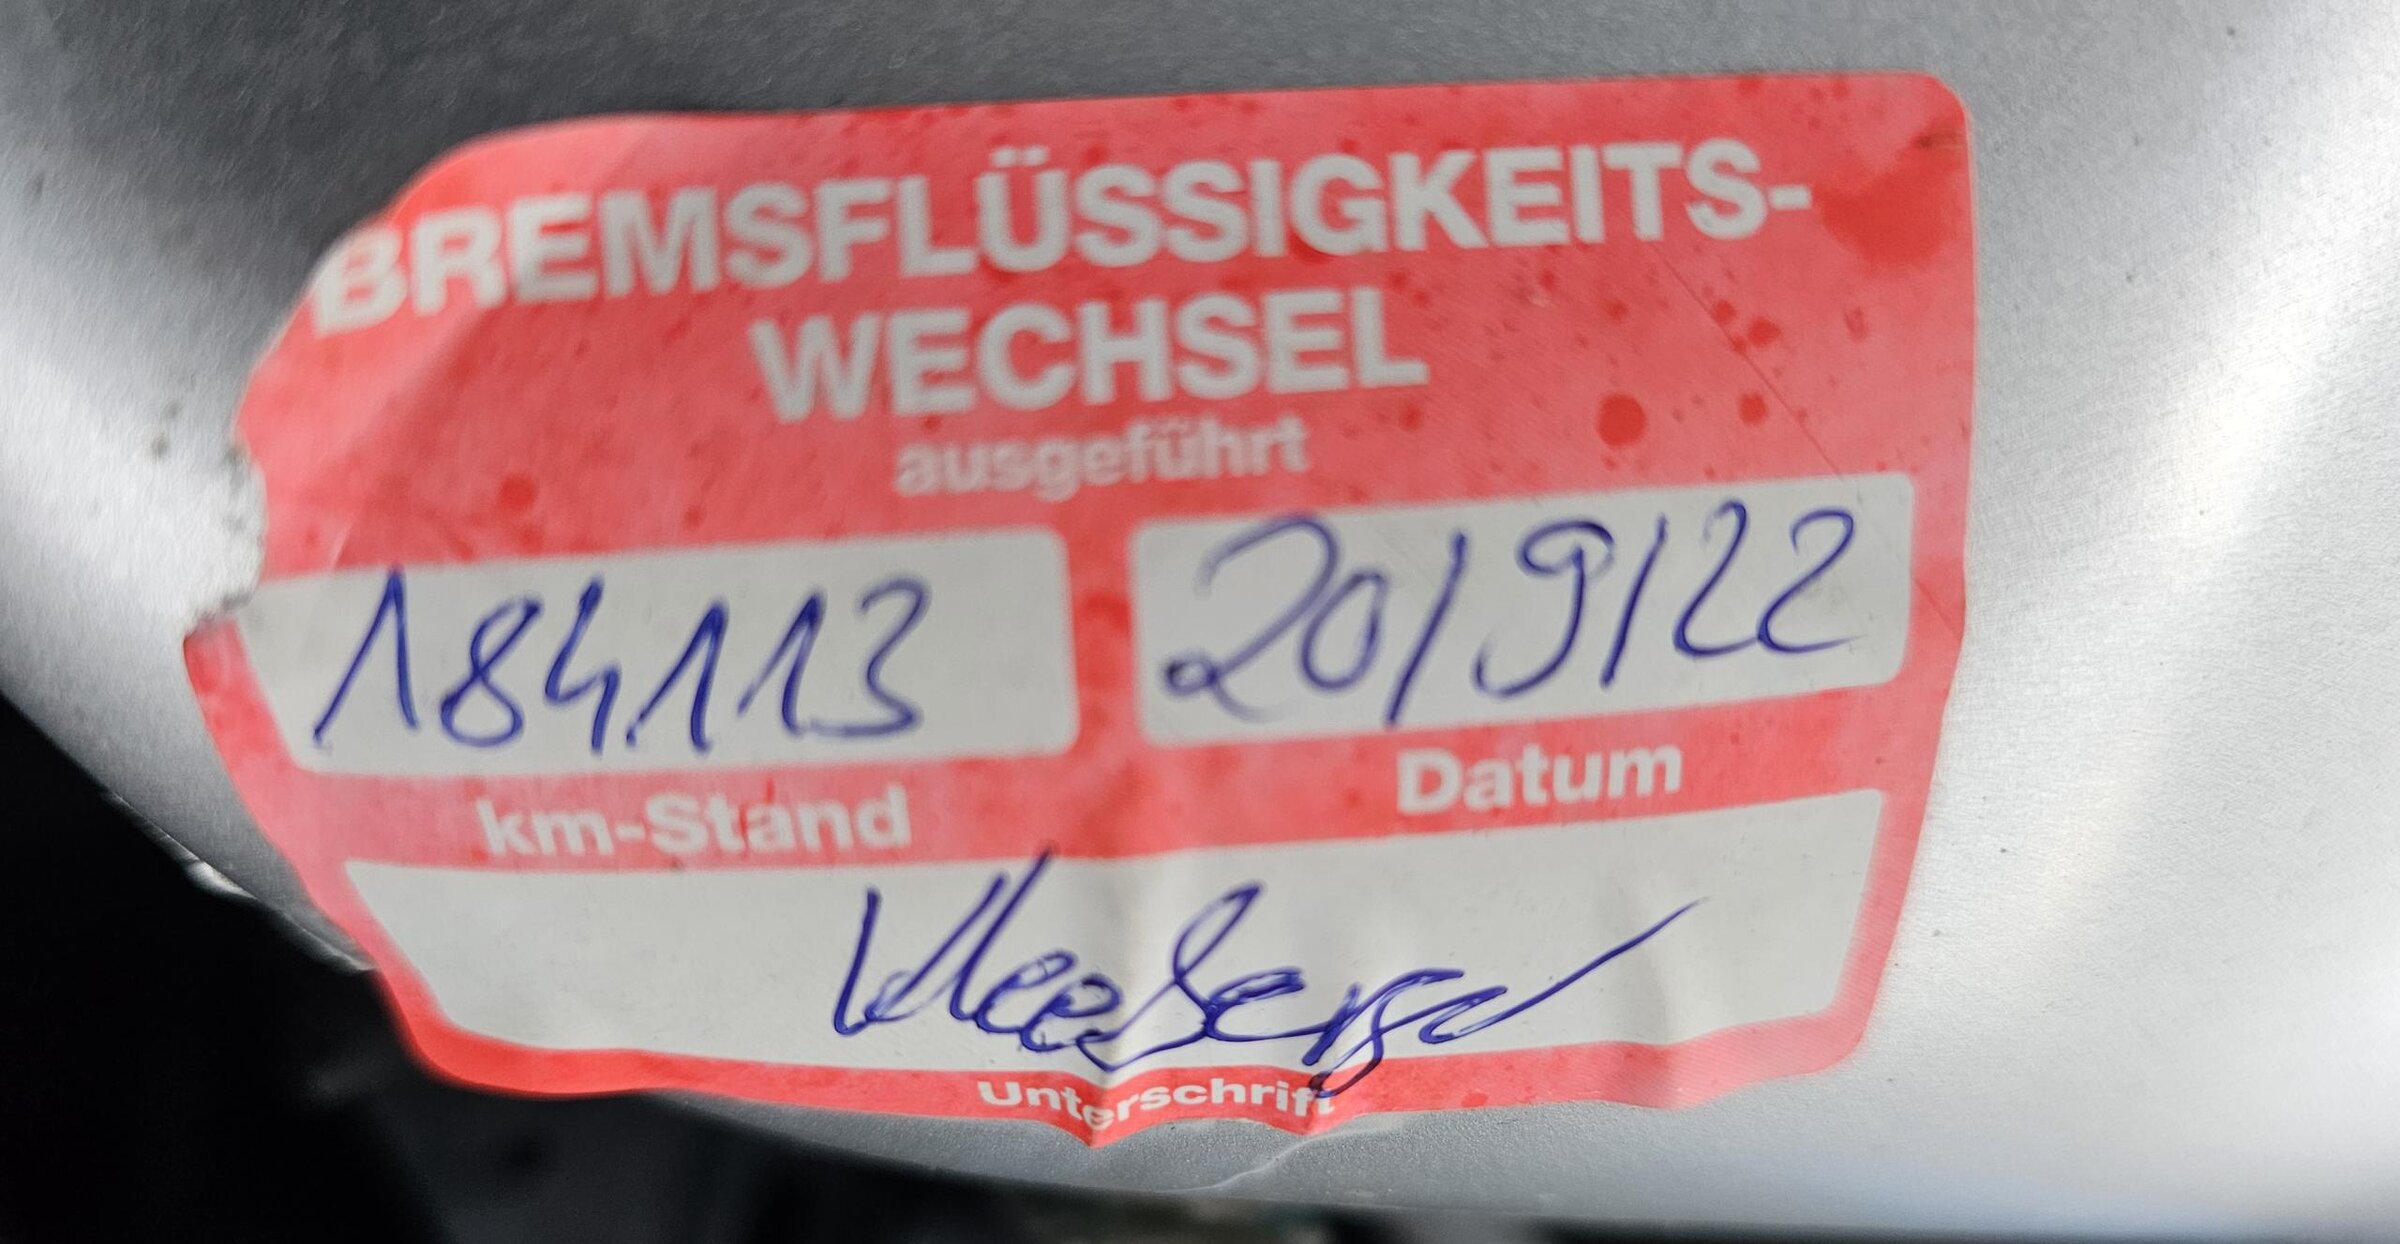 BREMSFLÜSSIGKEITS-
WECHSEL
ausgeführt
184113 20/9/22
km-Stand Datum
Unterschrift